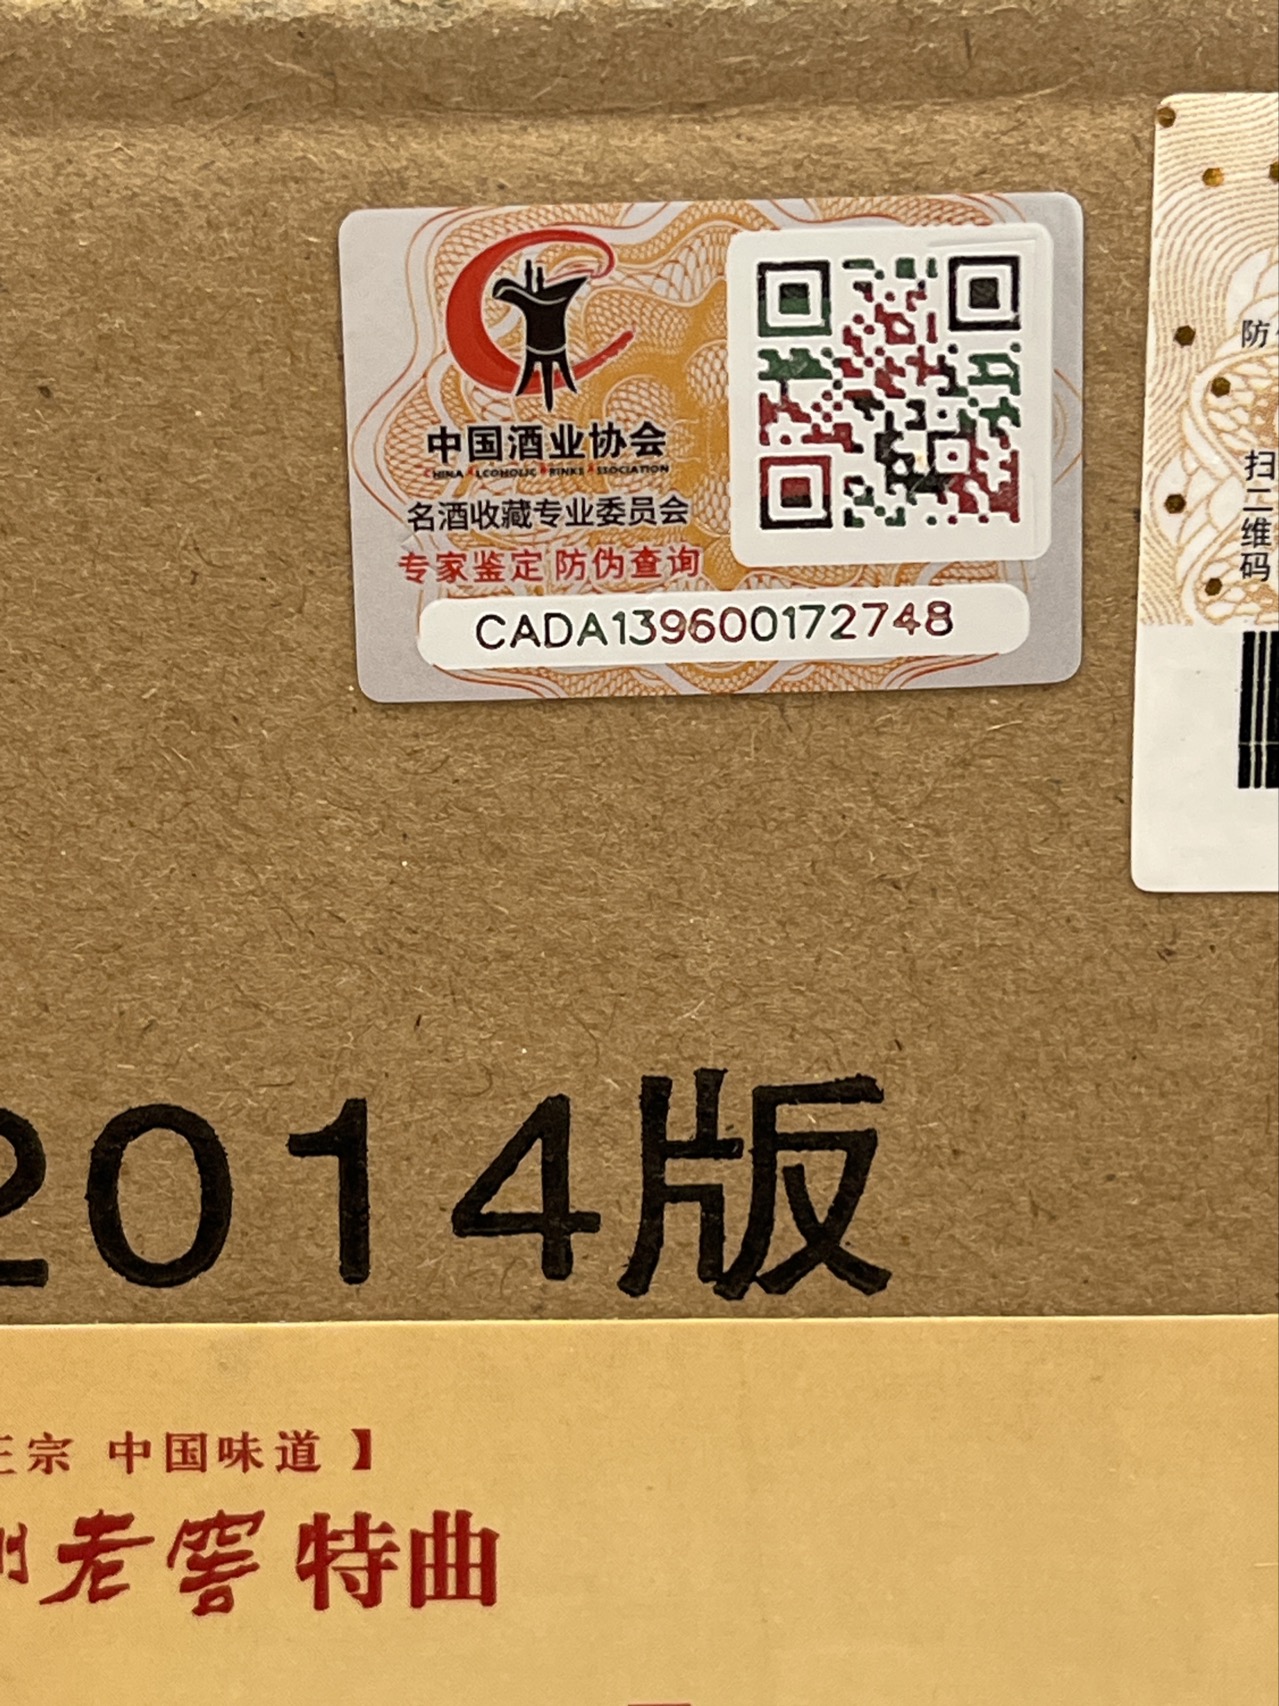 中国酒业协会
CHINA ALCOHOLIC DRINKS ASSOCIATION
名酒收藏专业委员会
专家鉴定 防伪查询
CADA139600172748
防
扫二维码
2014版
正宗 中国味道 】
老窖 特曲